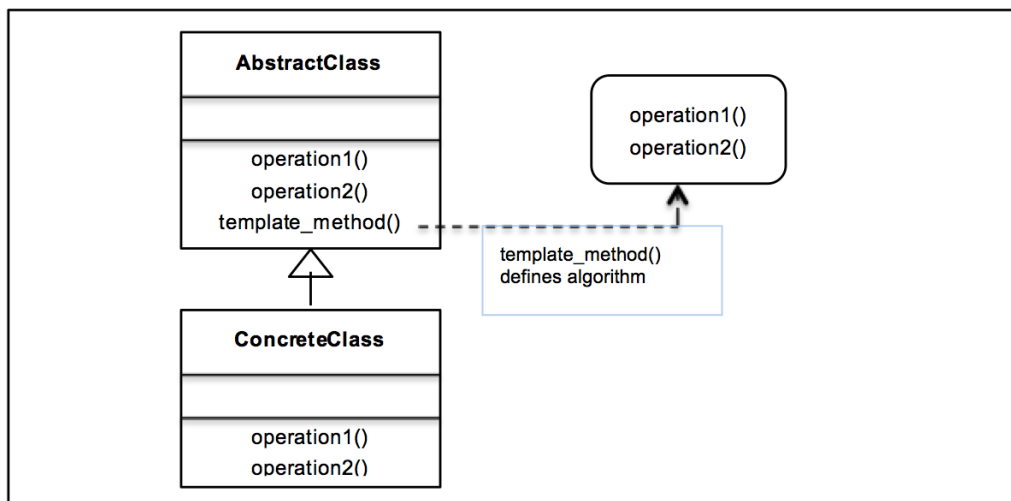 AbstractClass
operation1()
operation2()
template_method()
operation1()
operation2()
template_method()
defines algorithm
ConcreteClass
operation1()
operation2()